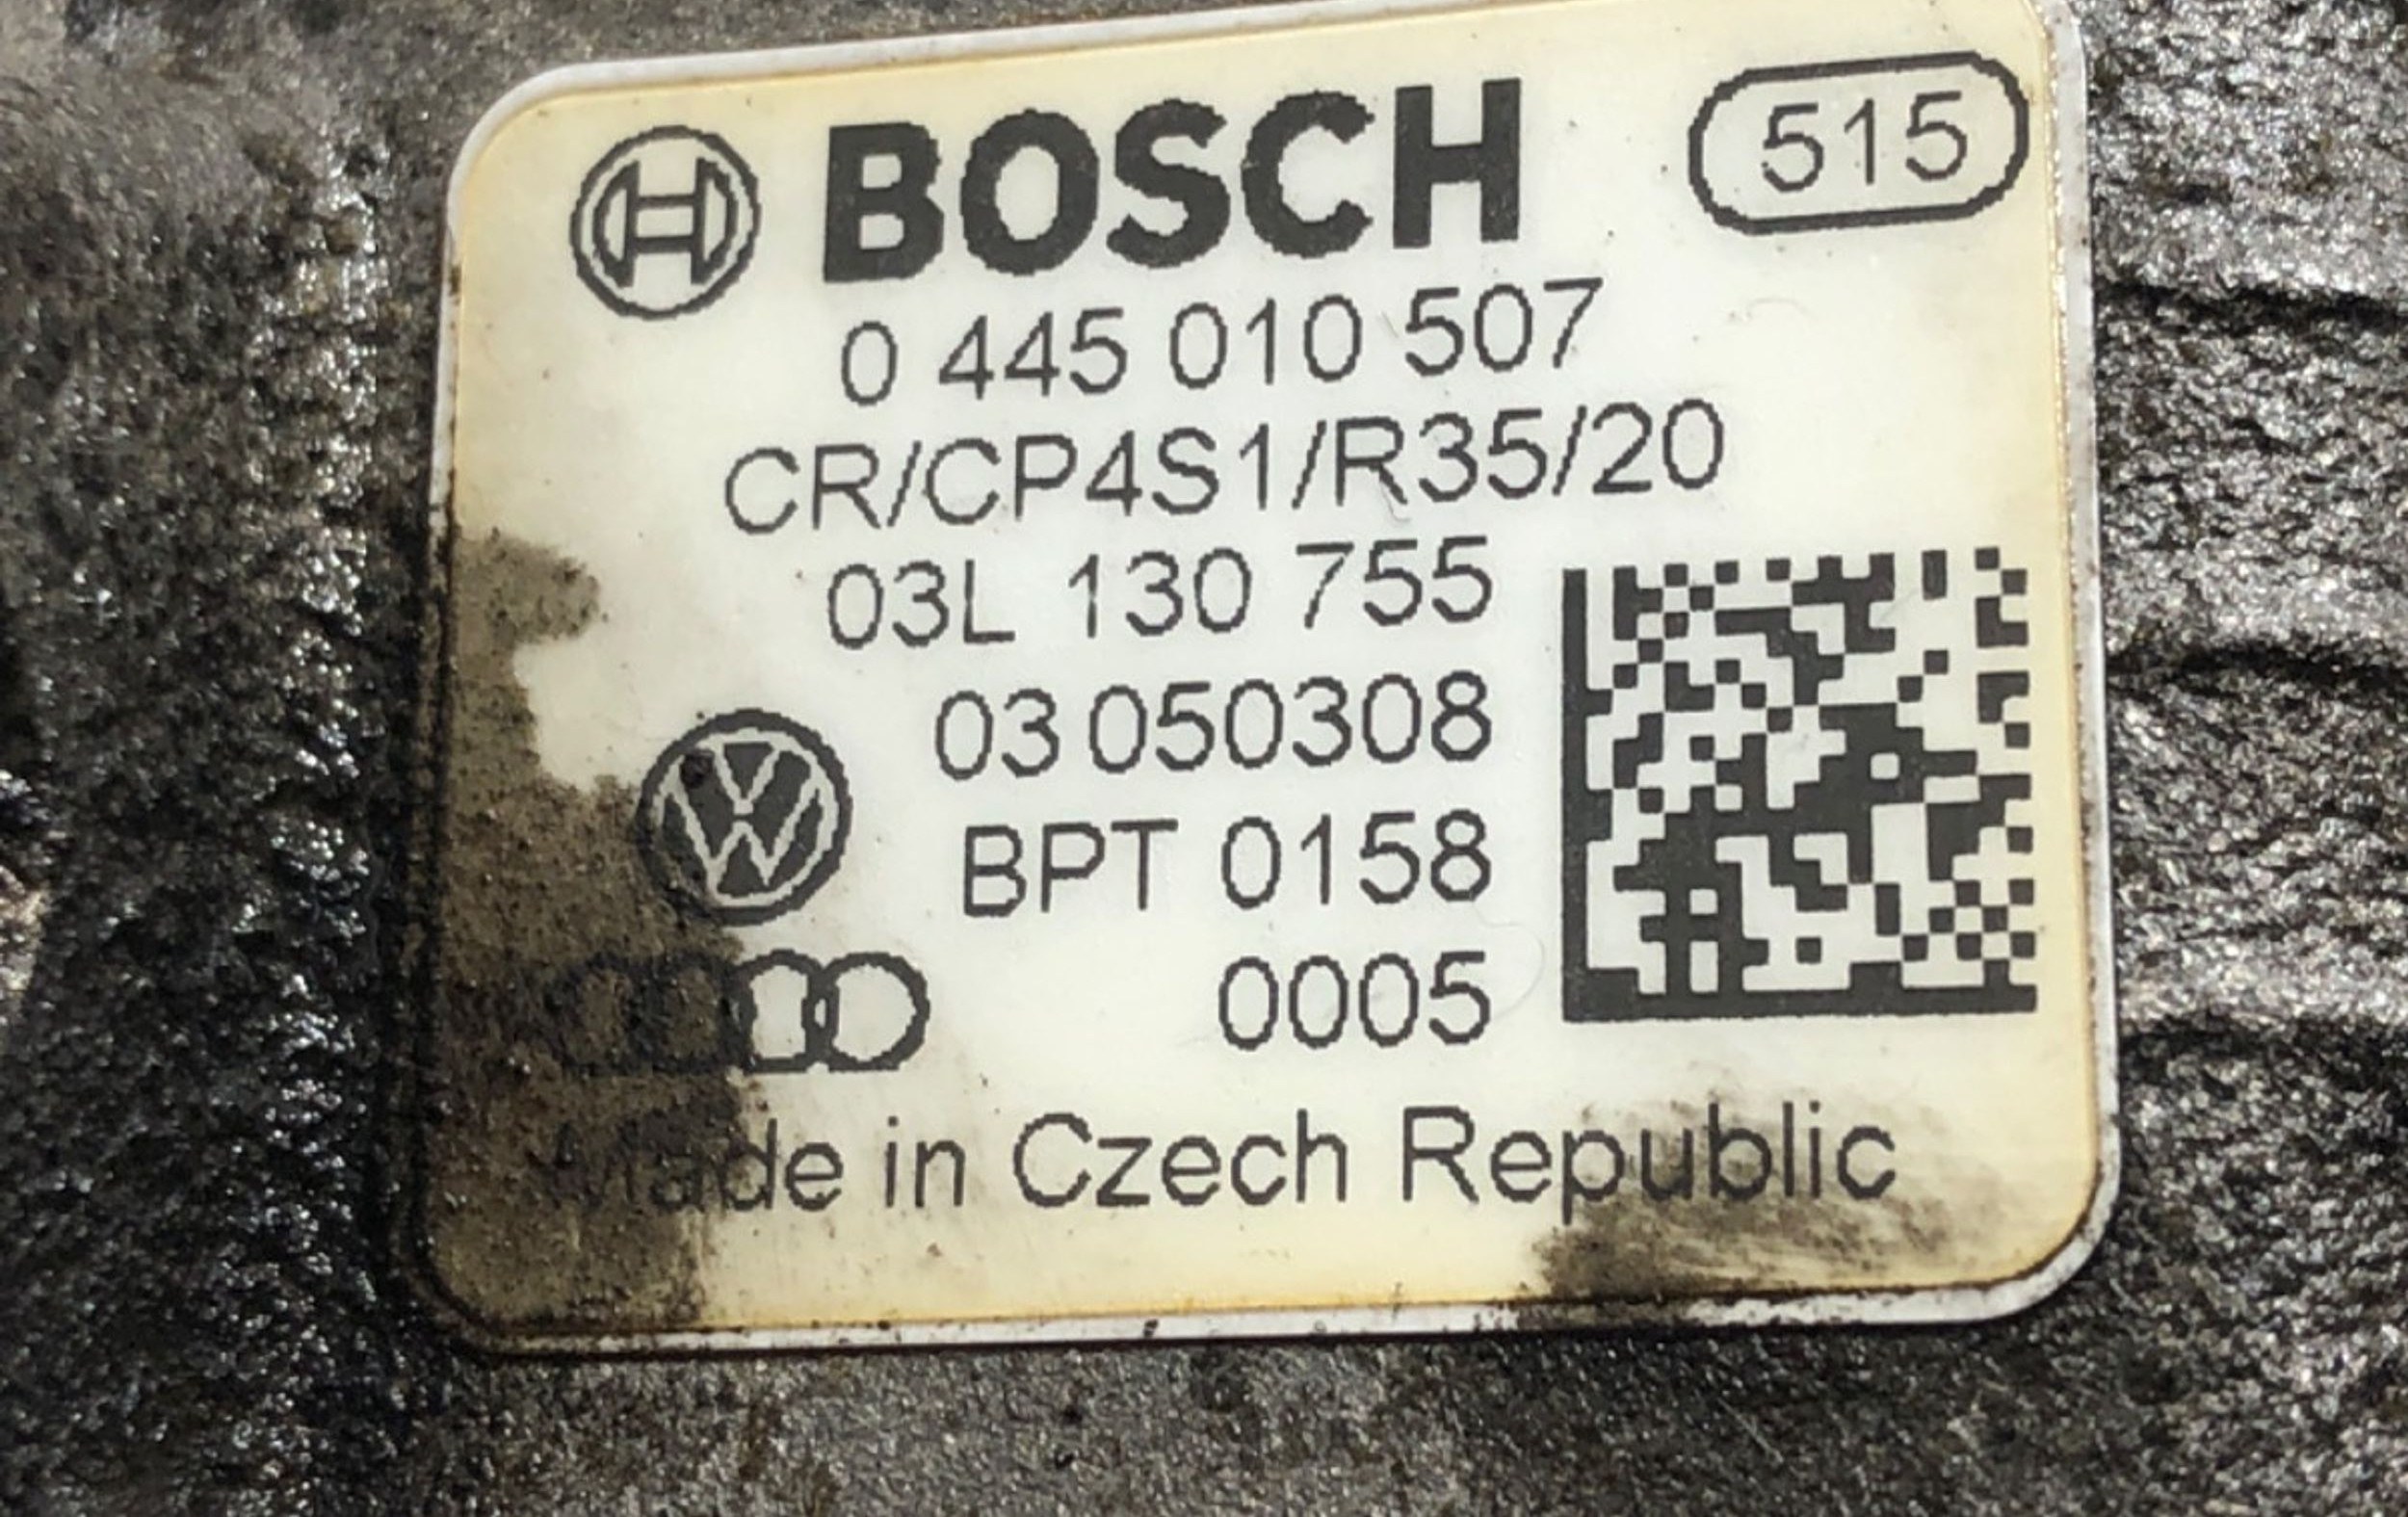 BOSCH 515
0 445 010 507
CR/CP4S1/R35/20
03L 130 755
03 050308
BPT 0158
0005
Made in Czech Republic